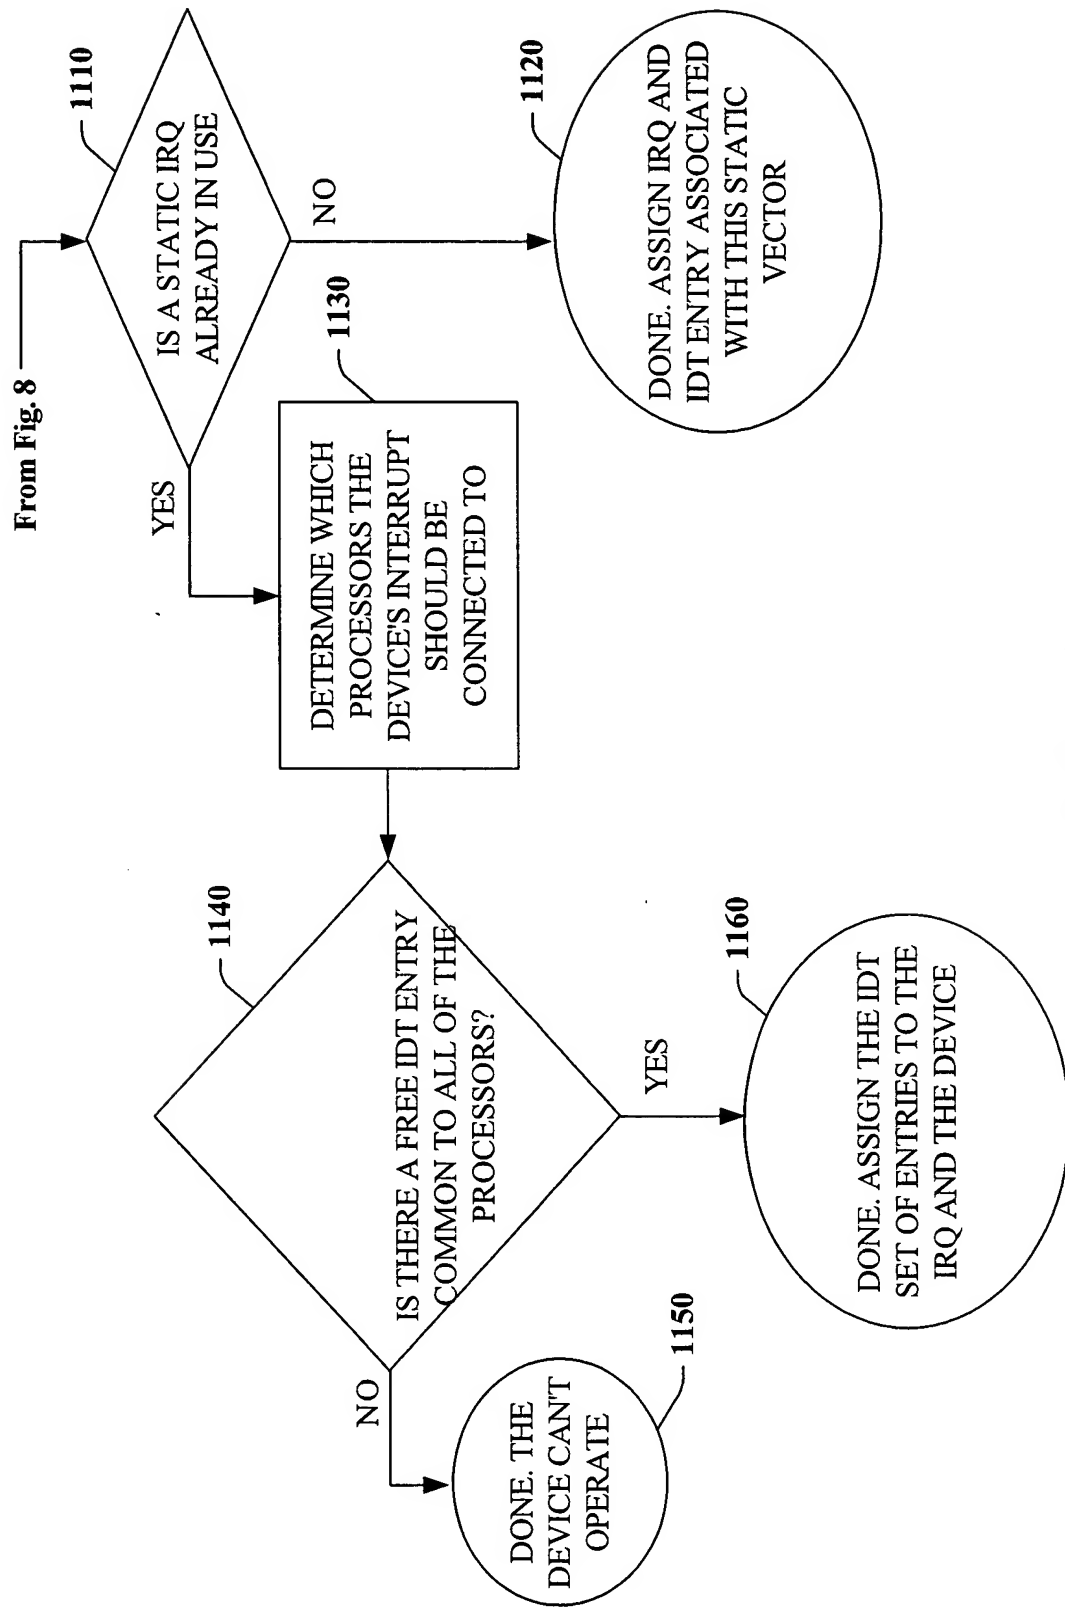 From Fig. 8
1110
IS A STATIC IRQ
ALREADY IN USE
YES
NO
1120
DONE. ASSIGN IRQ AND
IDT ENTRY ASSOCIATED
WITH THIS STATIC
VECTOR
1130
DETERMINE WHICH
PROCESSORS THE
DEVICE'S INTERRUPT
SHOULD BE
CONNECTED TO
1140
IS THERE A FREE IDT ENTRY
COMMON TO ALL OF THE
PROCESSORS?
NO
YES
1150
DONE. THE
DEVICE CAN'T
OPERATE
1160
DONE. ASSIGN THE IDT
SET OF ENTRIES TO THE
IRQ AND THE DEVICE